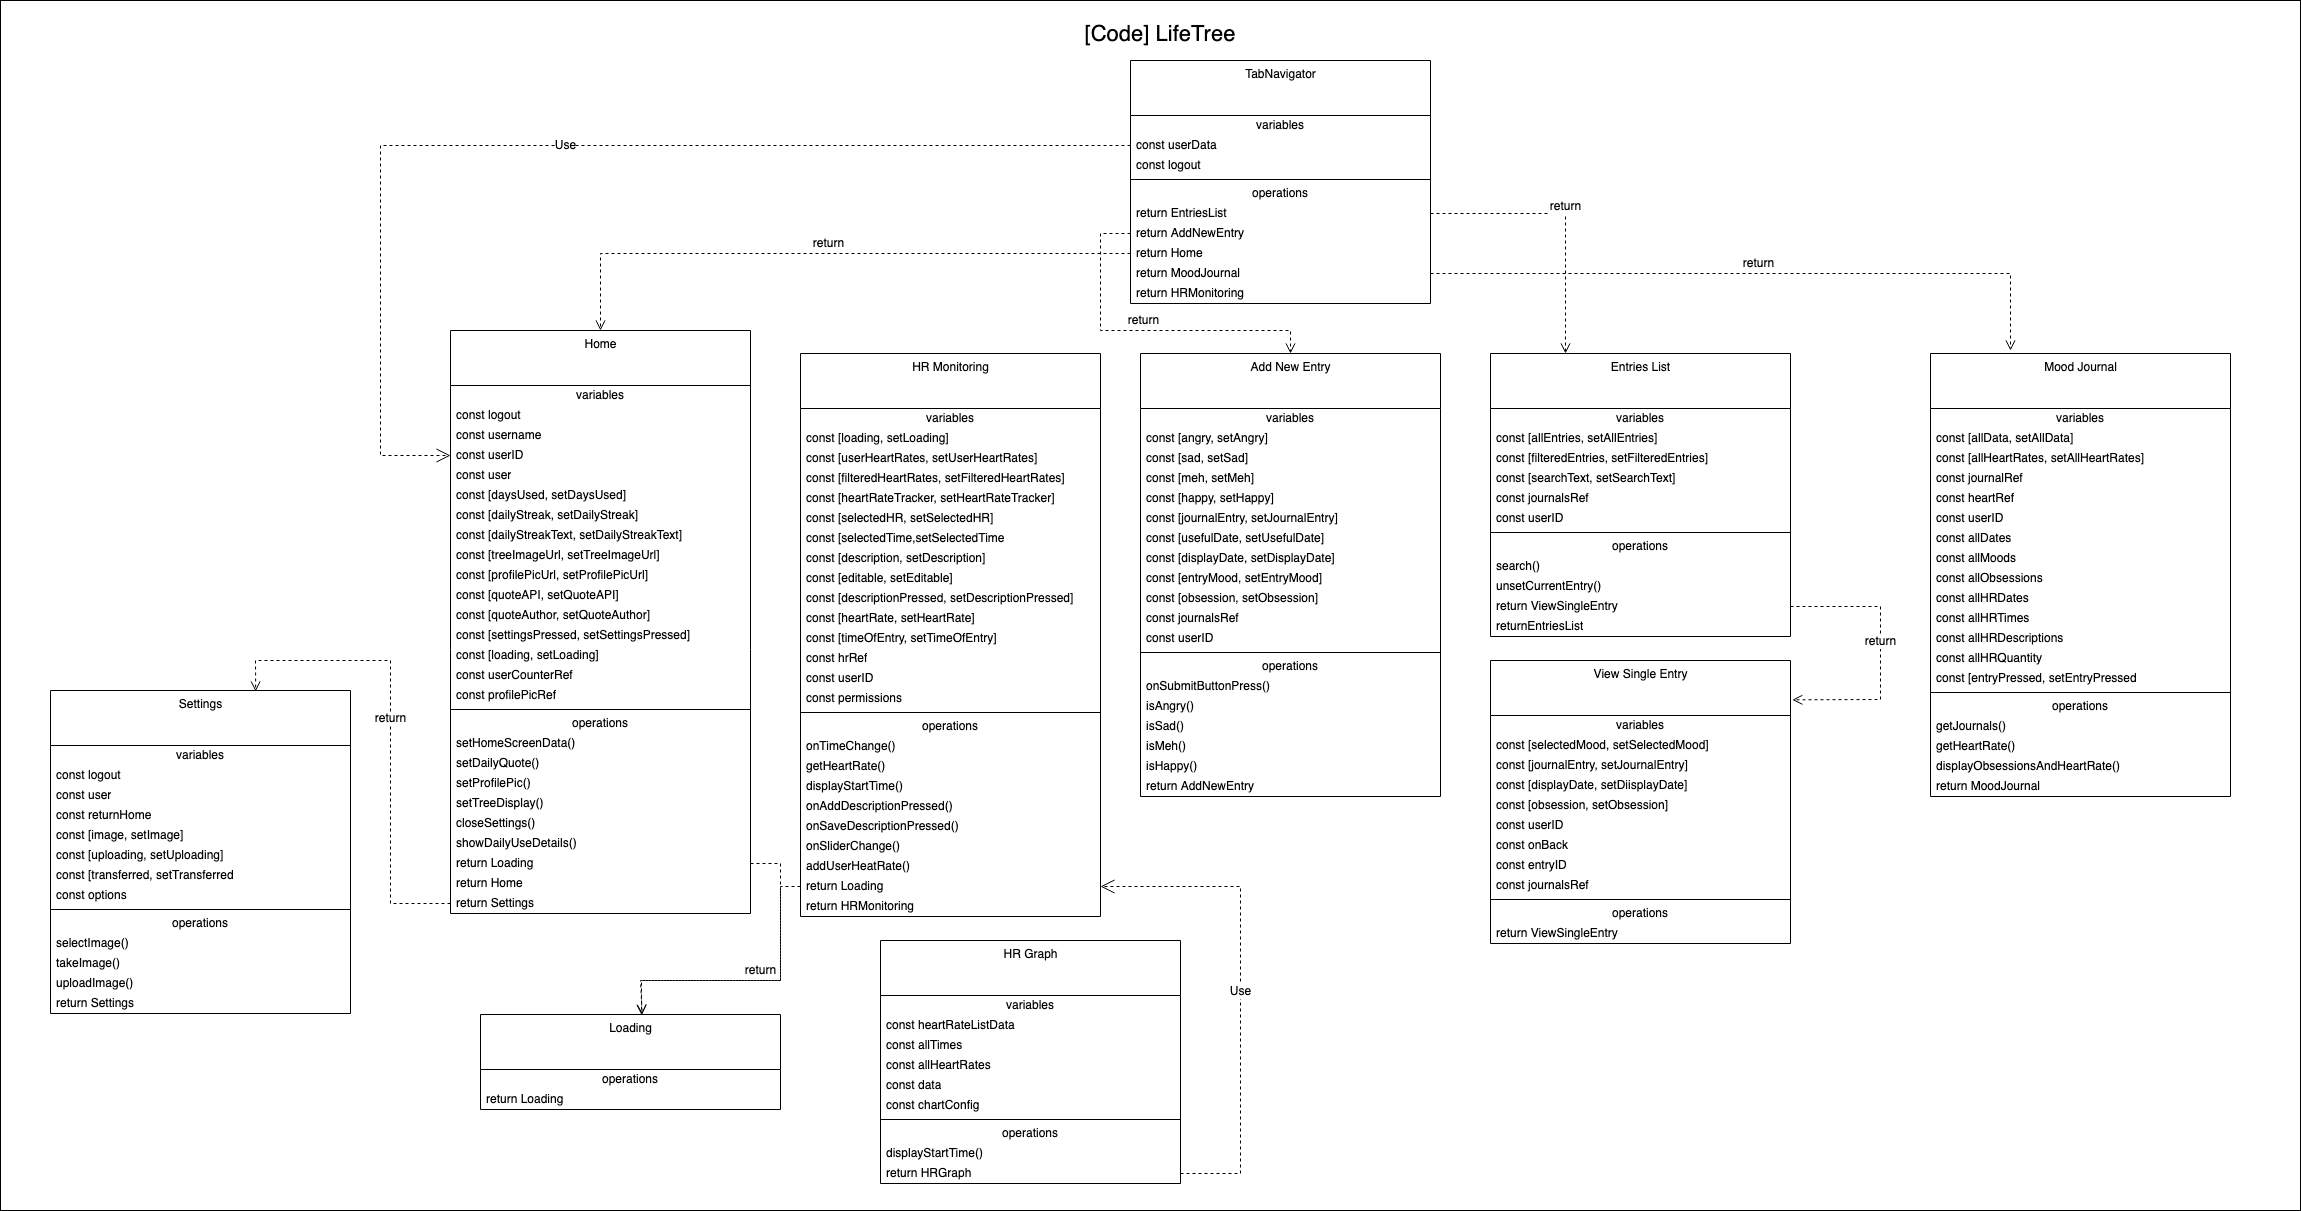 [Code] LifeTree
TabNavigator
variables
const userData
const logout
operations
return EntriesList
return AddNewEntry
return Home
return MoodJournal
return HRMonitoring
Use
return
return
return
return
Home
variables
const logout
const username
const userID
const user
const [daysUsed, setDaysUsed]
const [dailyStreak, setDailyStreak]
const [dailyStreakText, setDailyStreakText]
const [treeImageUrl, setTreeImageUrl]
const [profilePicUrl, setProfilePicUrl]
const [quoteAPI, setQuoteAPI]
const [quoteAuthor, setQuoteAuthor]
const [settingsPressed, setSettingsPressed]
const [loading, setLoading]
const userCounterRef
const profilePicRef
operations
setHomeScreenData()
setDailyQuote()
setProfilePic()
setTreeDisplay()
closeSettings()
showDailyUseDetails()
return Loading
return Home
return Settings
HR Monitoring
variables
const [loading, setLoading]
const [userHeartRates, setUserHeartRates]
const [filteredHeartRates, setFilteredHeartRates]
const [heartRateTracker, setHeartRateTracker]
const [selectedHR, setSelectedHR]
const [selectedTime,setSelectedTime
const [description, setDescription]
const [editable, setEditable]
const [descriptionPressed, setDescriptionPressed]
const [heartRate, setHeartRate]
const [timeOfEntry, setTimeOfEntry]
const hrRef
const userID
const permissions
operations
onTimeChange()
getHeartRate()
displayStartTime()
onAddDescriptionPressed()
onSaveDescriptionPressed()
onSliderChange()
addUserHeatRate()
return Loading
return HRMonitoring
Add New Entry
variables
const [angry, setAngry]
const [sad, setSad]
const [meh, setMeh]
const [happy, setHappy]
const [journalEntry, setJournalEntry]
const [usefulDate, setUsefulDate]
const [displayDate, setDisplayDate]
const [entryMood, setEntryMood]
const [obsession, setObsession]
const journalsRef
const userID
operations
onSubmitButtonPress()
isAngry()
isSad()
isMeh()
isHappy()
return AddNewEntry
Entries List
variables
const [allEntries, setAllEntries]
const [filteredEntries, setFilteredEntries]
const [searchText, setSearchText]
const journalsRef
const userID
operations
search()
unsetCurrentEntry()
return ViewSingleEntry
returnEntriesList
return
View Single Entry
variables
const [selectedMood, setSelectedMood]
const [journalEntry, setJournalEntry]
const [displayDate, setDiisplayDate]
const [obsession, setObsession]
const userID
const onBack
const entryID
const journalsRef
operations
return ViewSingleEntry
Mood Journal
variables
const [allData, setAllData]
const [allHeartRates, setAllHeartRates]
const journalRef
const heartRef
const userID
const allDates
const allMoods
const allObsessions
const allHRDates
const allHRTimes
const allHRDescriptions
const allHRQuantity
const [entryPressed, setEntryPressed
operations
getJournals()
getHeartRate()
displayObsessionsAndHeartRate()
return MoodJournal
return
Settings
variables
const logout
const user
const returnHome
const [image, setImage]
const [uploading, setUploading]
const [transferred, setTransferred
const options
operations
selectImage()
takeImage()
uploadImage()
return Settings
return
Loading
operations
return Loading
HR Graph
variables
const heartRateListData
const allTimes
const allHeartRates
const data
const chartConfig
operations
displayStartTime()
return HRGraph
Use